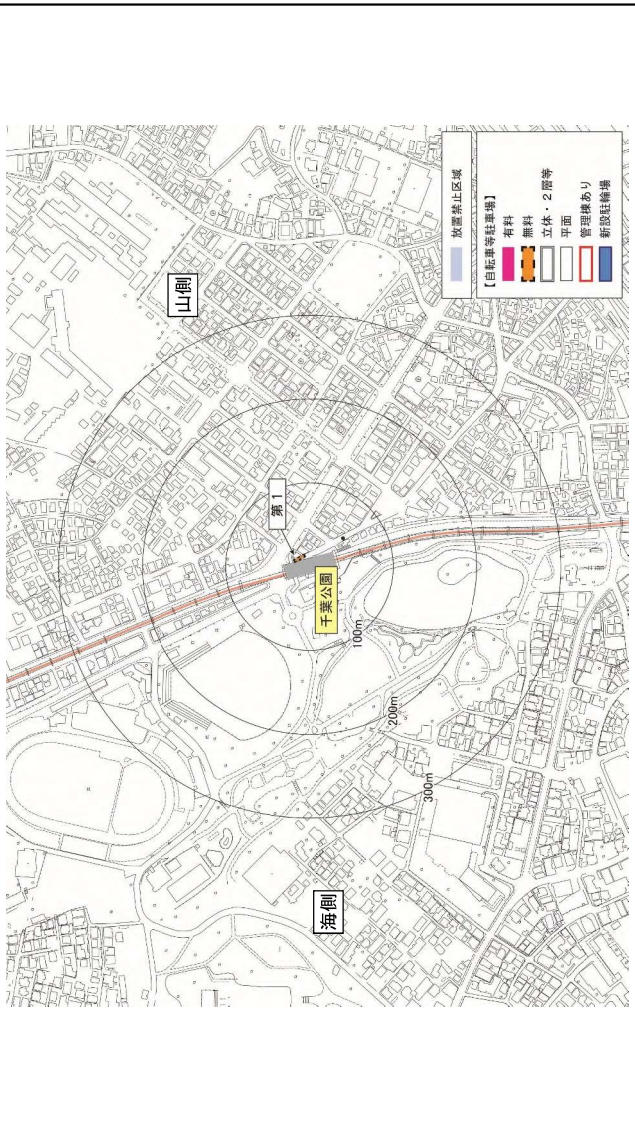 山側
第1
千葉公園
100m
200m
300m
海側
放置禁止区域
【自転車等駐車場】
有料
無料
立体・2層等
平面
管理棟あり
新設駐輪場